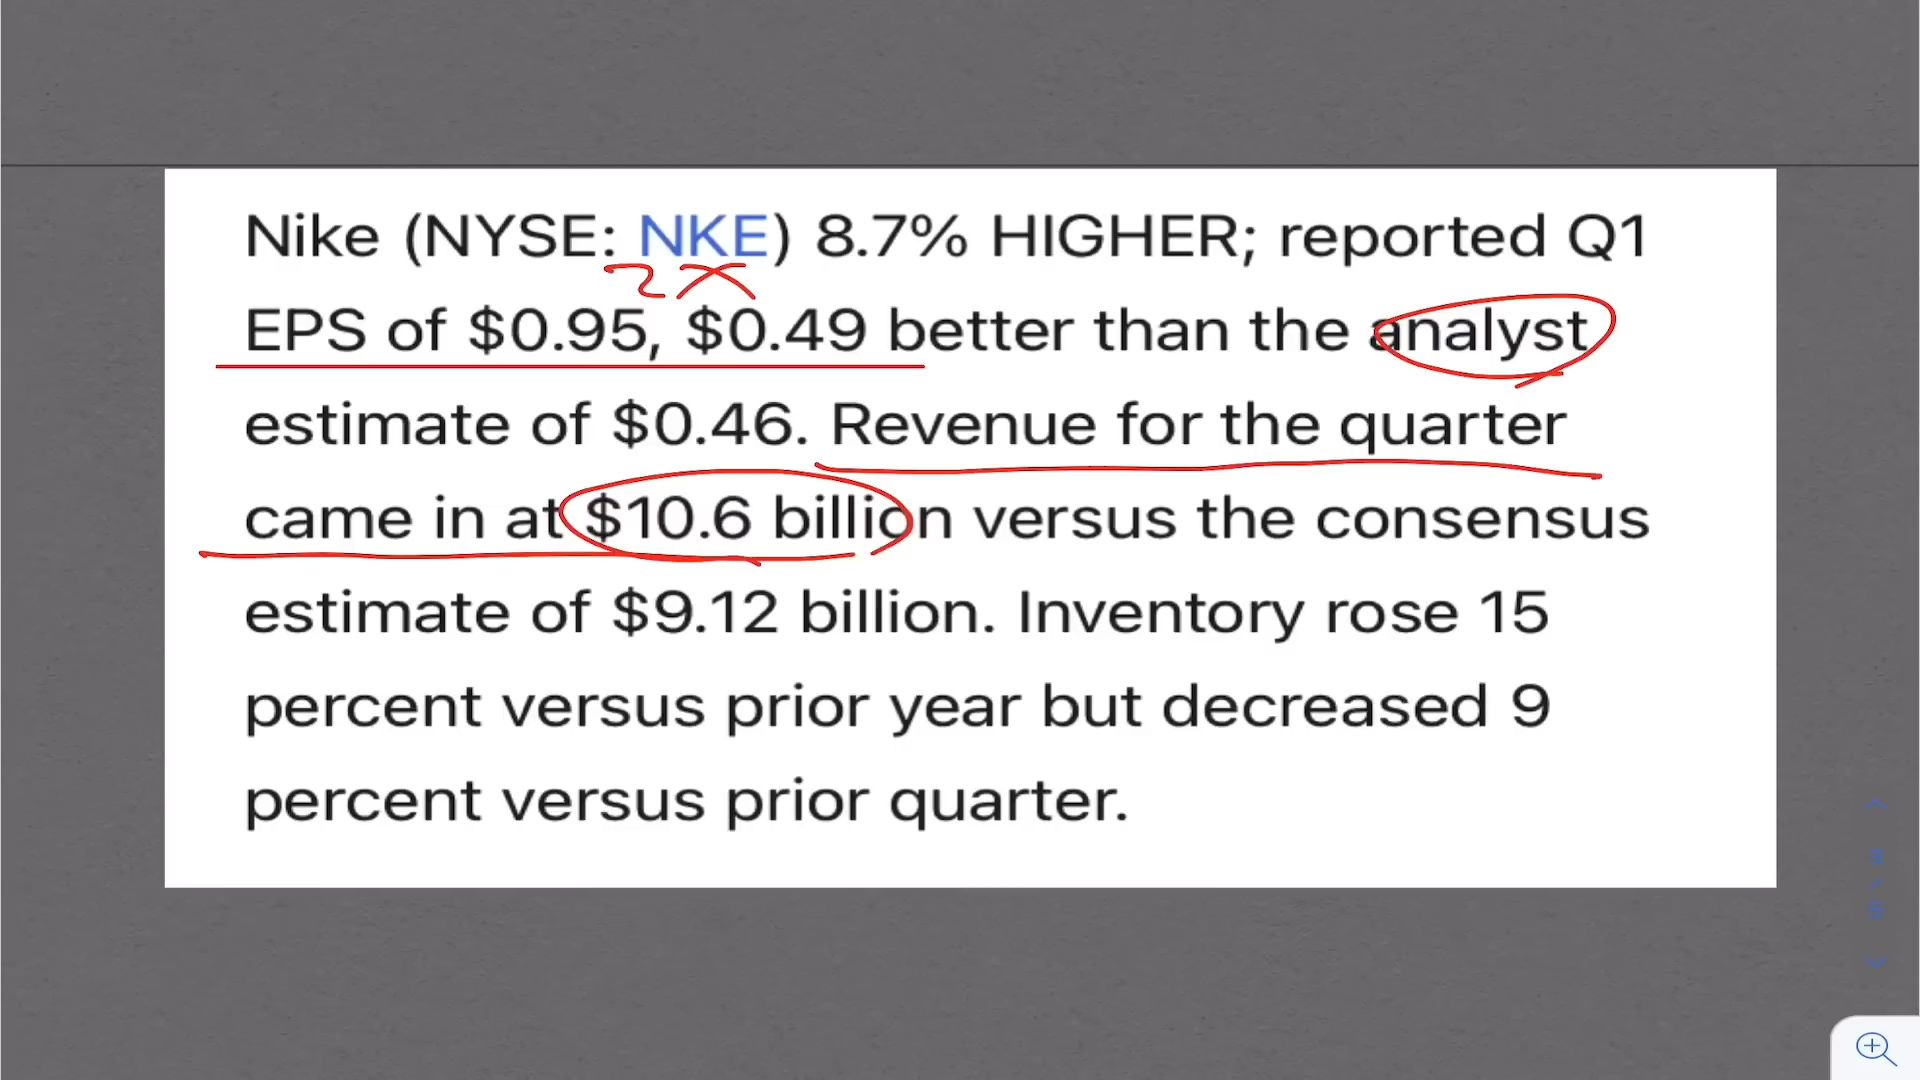 Nike (NYSE: NKE) 8.7% HIGHER; reported Q1
2X
EPS of $0.95, $0.49 better than the analyst
estimate of $0.46. Revenue for the quarter
came in at $10.6 billion versus the consensus
estimate of $9.12 billion. Inventory rose 15
percent versus prior year but decreased 9
percent versus prior quarter.